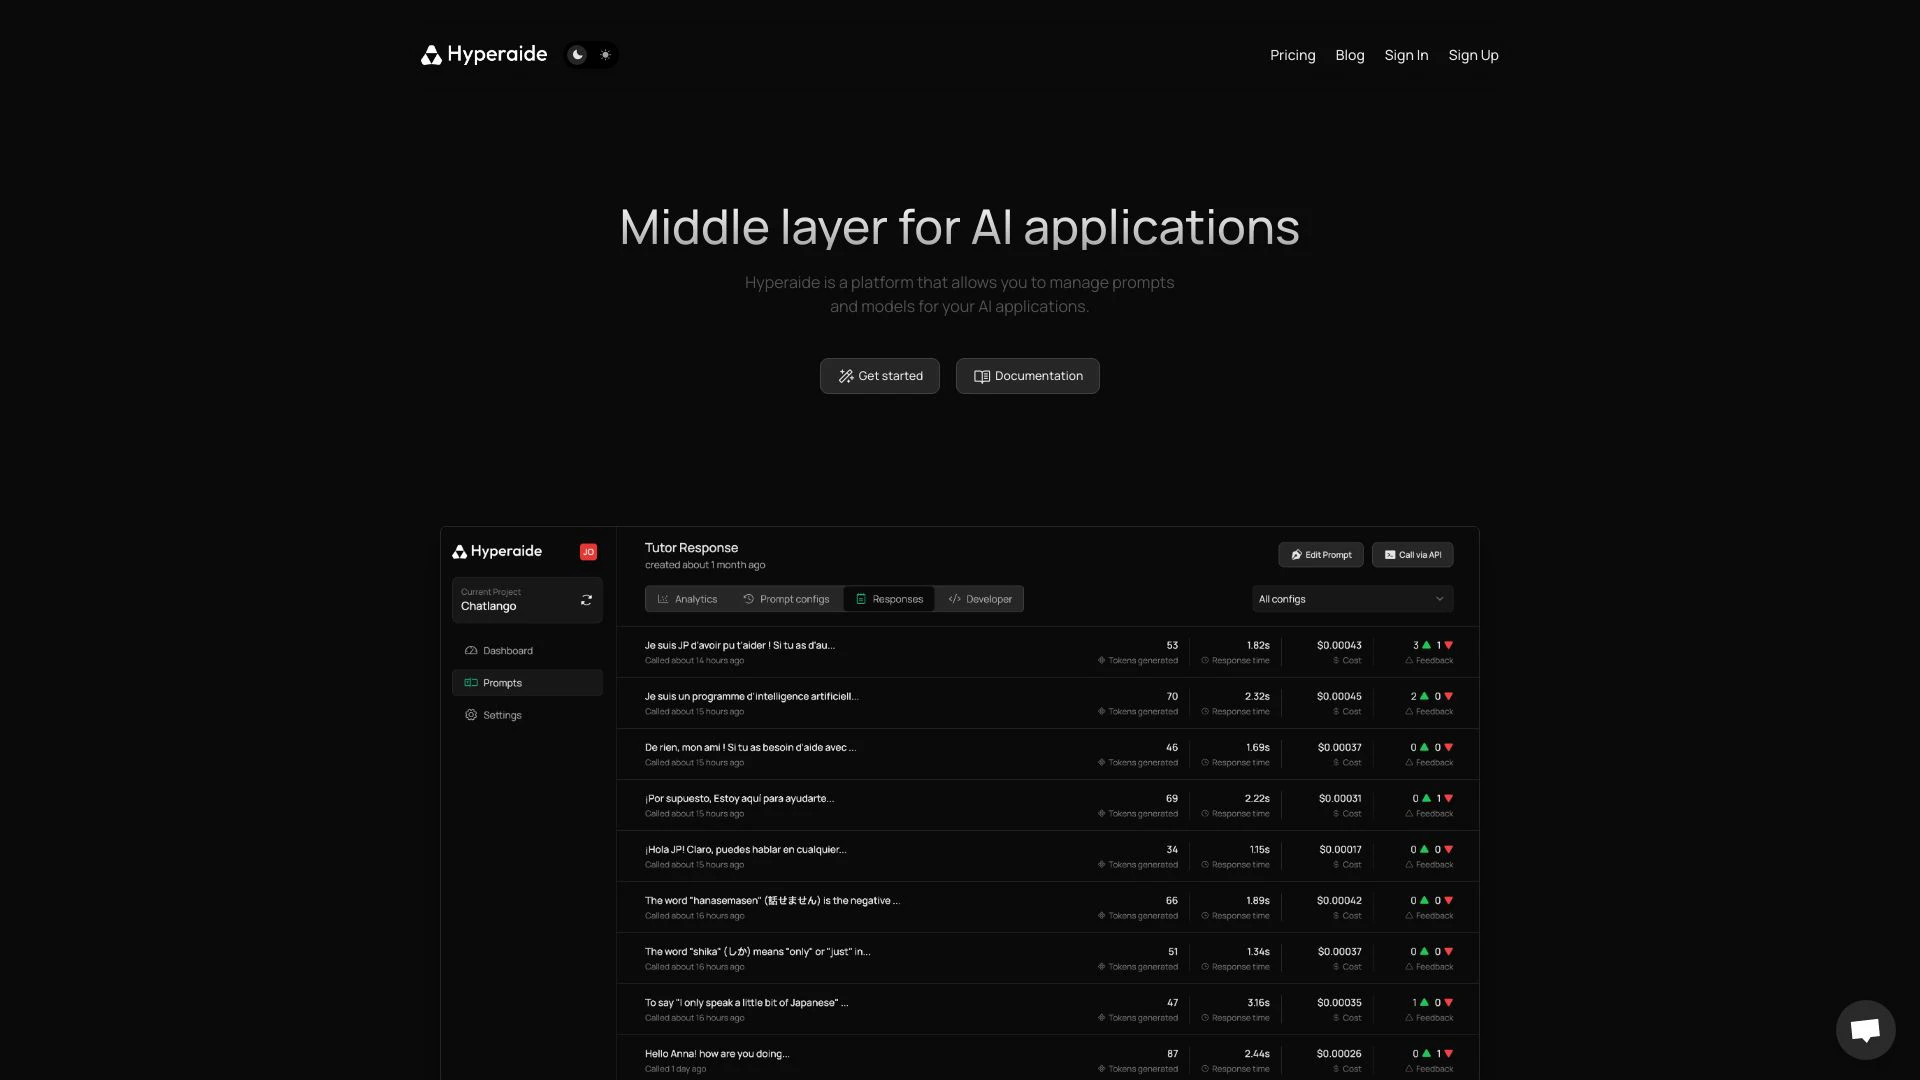 Hyperaide
Pricing Blog Sign In Sign Up
Middle layer for AI applications
Hyperaide is a platform that allows you to manage prompts
and models for your AI applications.
Get started Documentation
Hyperaide JO
Current Project
Chatlango
Dashboard
Prompts
Settings
Tutor Response
created about 1 month ago
Edit Prompt Call via API
Analytics Prompt configs Responses Developer
All configs
Je suis JP d'avoir pu t'aider ! Si tu as d'au... 53 1.82s $0.00043 3 1
Called about 14 hours ago Tokens generated Response time Cost Feedback
Je suis un programme d'intelligence artificiell... 70 2.32s $0.00045 2 0
Called about 15 hours ago Tokens generated Response time Cost Feedback
De rien, mon ami ! Si tu as besoin d'aide avec ... 46 1.69s $0.00037 0 0
Called about 15 hours ago Tokens generated Response time Cost Feedback
¡Por supuesto, Estoy aquí para ayudarte... 69 2.22s $0.00031 0 1
Called about 15 hours ago Tokens generated Response time Cost Feedback
¡Hola JP! Claro, puedes hablar en cualquier... 34 1.15s $0.00017 0 0
Called about 15 hours ago Tokens generated Response time Cost Feedback
The word "hanasemasen" (話せません) is the negative ... 66 1.89s $0.00042 0 0
Called about 16 hours ago Tokens generated Response time Cost Feedback
The word "shika" (しか) means "only" or "just" in... 51 1.34s $0.00037 0 0
Called about 16 hours ago Tokens generated Response time Cost Feedback
To say "I only speak a little bit of Japanese" ... 47 3.16s $0.00035 1 0
Called about 16 hours ago Tokens generated Response time Cost Feedback
Hello Anna! how are you doing... 87 2.44s $0.00026 0 1
Called 1 day ago Tokens generated Response time Cost Feedback